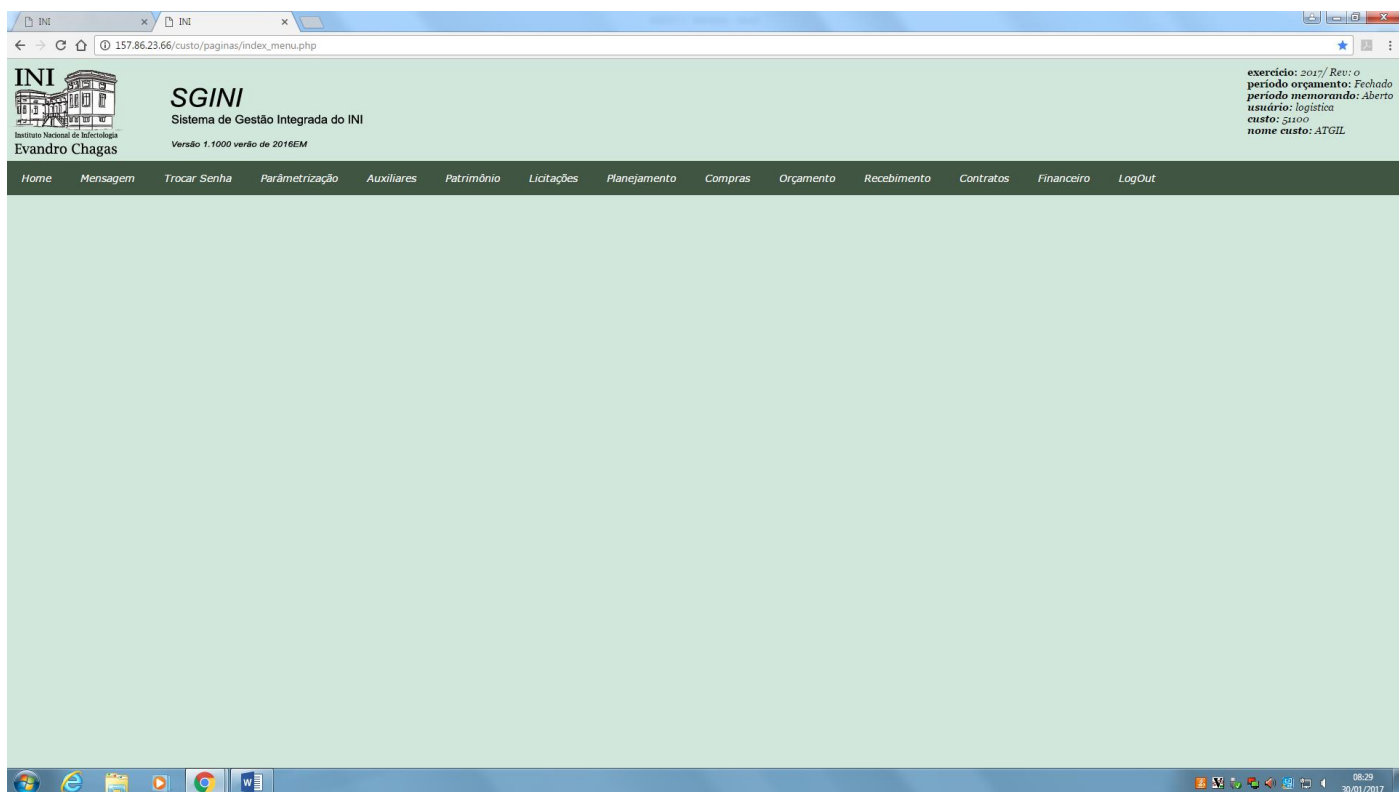 INI
INI
157.86.23.66/custo/paginas/index_menu.php
INI
Instituto Nacional de Infectologia
Evandro Chagas
SGINI
Sistema de Gestão Integrada do INI
Versão 1.1000 verão de 2016EM
exercício: 2017/ Rev: 0
período orçamento: Fechado
período memorando: Aberto
usuário: logistica
custo: 51100
nome custo: ATGIL
Home Mensagem Trocar Senha Parâmetrização Auxiliares Patrimônio Licitações Planejamento Compras Orçamento Recebimento Contratos Financeiro LogOut
08:29
30/01/2017